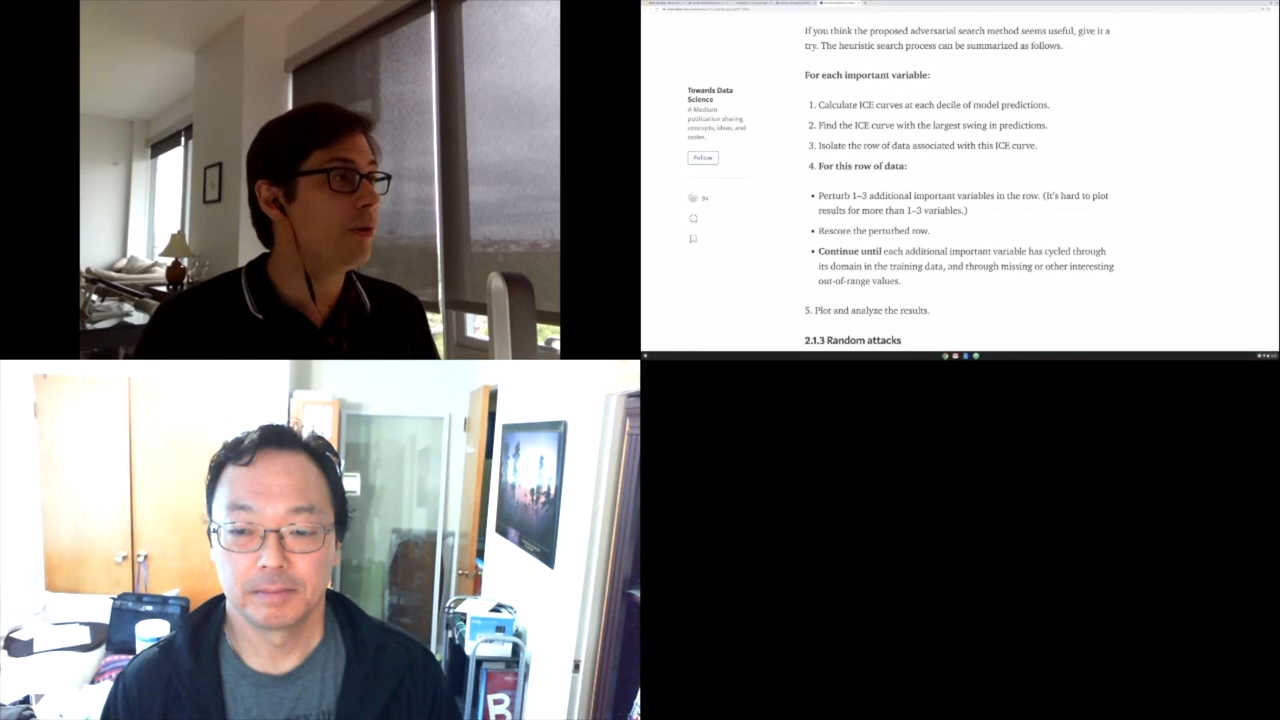 If you think the proposed adversarial search method seems useful, give it a
try. The heuristic search process can be summarized as follows.
For each important variable:
Towards Data
Science
A Medium
publication sharing
concepts, ideas, and
codes.
Follow
94
1. Calculate ICE curves at each decile of model predictions.
2. Find the ICE curve with the largest swing in predictions.
3. Isolate the row of data associated with this ICE curve.
4. For this row of data:
• Perturb 1–3 additional important variables in the row. (It's hard to plot
results for more than 1–3 variables.)
• Rescore the perturbed row.
• Continue until each additional important variable has cycled through
its domain in the training data, and through missing or other interesting
out-of-range values.
5. Plot and analyze the results.
2.1.3 Random attacks
B